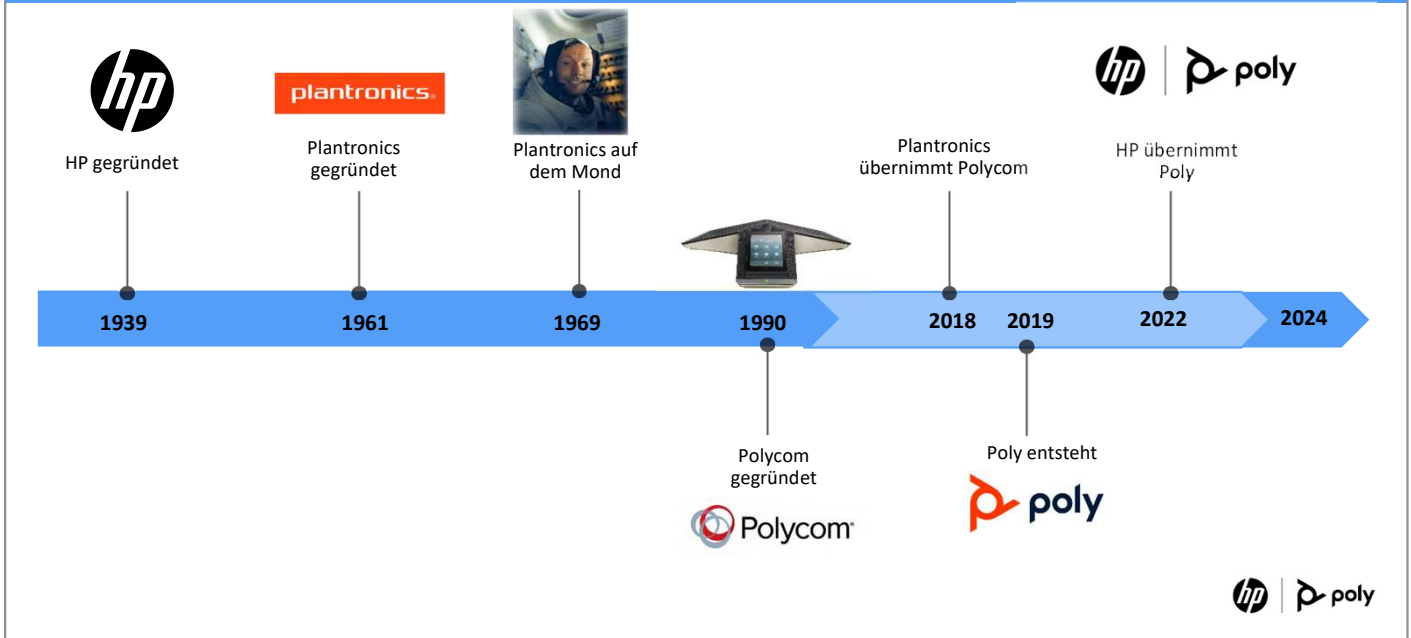 hp
HP gegründet
plantronics.
Plantronics
gegründet
Plantronics auf
dem Mond
Plantronics
übernimmt Polycom
hp poly
HP übernimmt
Poly
1939
1961
1969
1990
2018
2019
2022
2024
Polycom
gegründet
Polycom
Poly entsteht
poly
hp poly